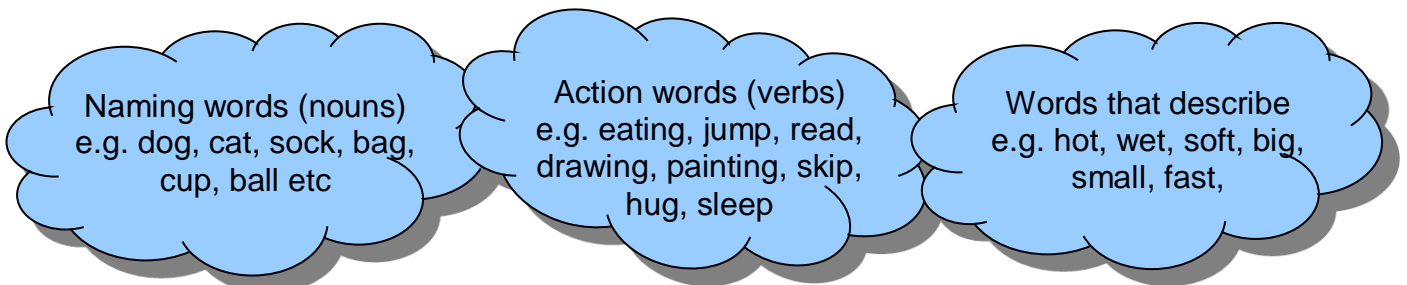 Naming words (nouns)
e.g. dog, cat, sock, bag,
cup, ball etc
Action words (verbs)
e.g. eating, jump, read,
drawing, painting, skip,
hug, sleep
Words that describe
e.g. hot, wet, soft, big,
small, fast,